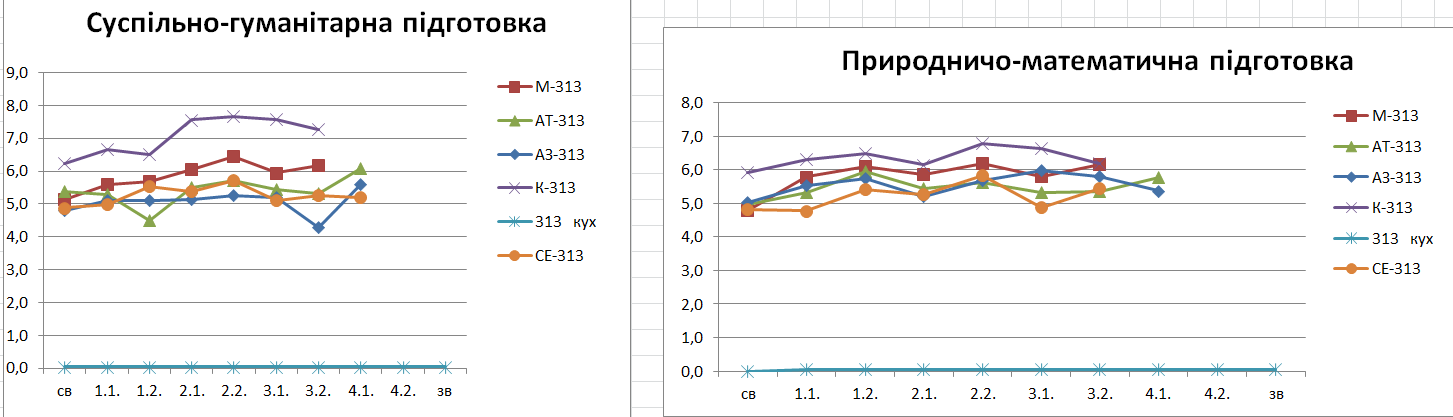 Суспільно-гуманітарна підготовка
9,0
8,0
7,0
6,0
5,0
4,0
3,0
2,0
1,0
0,0
св 1.1. 1.2. 2.1. 2.2. 3.1. 3.2. 4.1. 4.2. зв
М-313
АТ-313
АЗ-313
К-313
313 кух
СЕ-313
Природничо-математична підготовка
8,0
7,0
6,0
5,0
4,0
3,0
2,0
1,0
0,0
св 1.1. 1.2. 2.1. 2.2. 3.1. 3.2. 4.1. 4.2. зв
М-313
АТ-313
АЗ-313
К-313
313 кух
СЕ-313